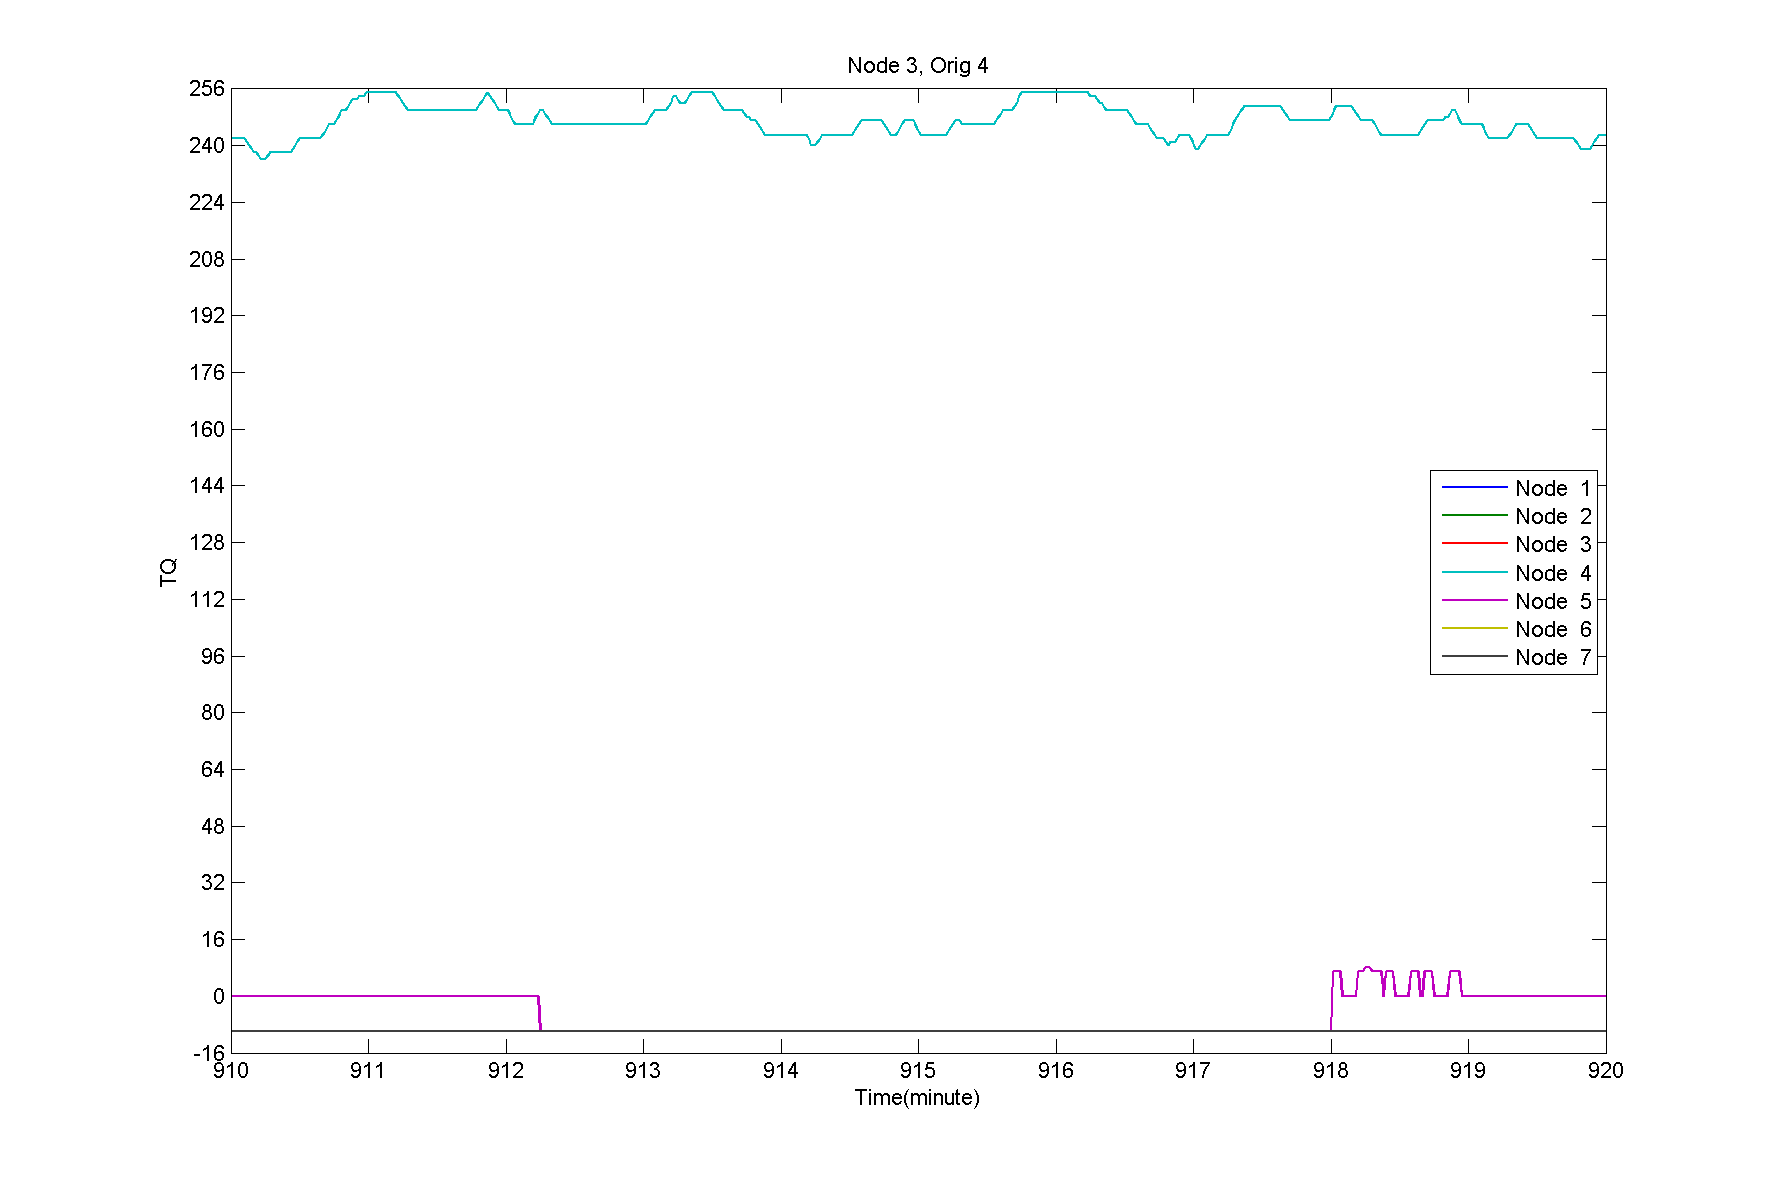 Node 3, Orig 4
256
240
224
208
192
176
160
144
128
112
96
80
64
48
32
16
0
-16
TQ
Node 1
Node 2
Node 3
Node 4
Node 5
Node 6
Node 7
910 911 912 913 914 915 916 917 918 919 920
Time(minute)